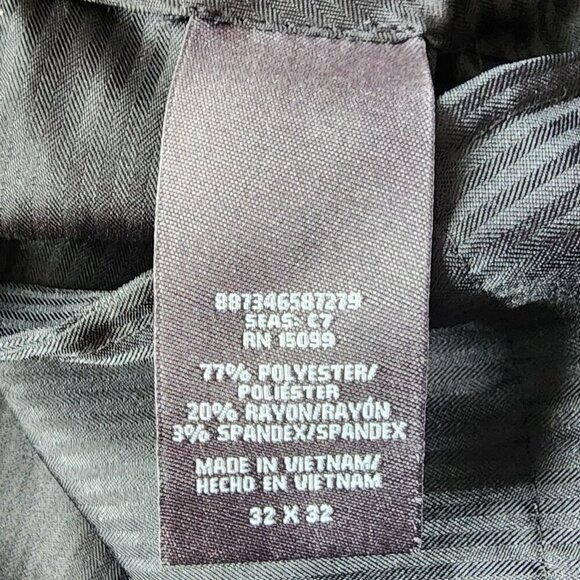 887346587279
SEAS: C7
RN 15099
77% POLYESTER/
POLIÉSTER
20% RAYON/RAYÓN
3% SPANDEX/SPANDEX
MADE IN VIETNAM/
HECHO EN VIETNAM
32 X 32